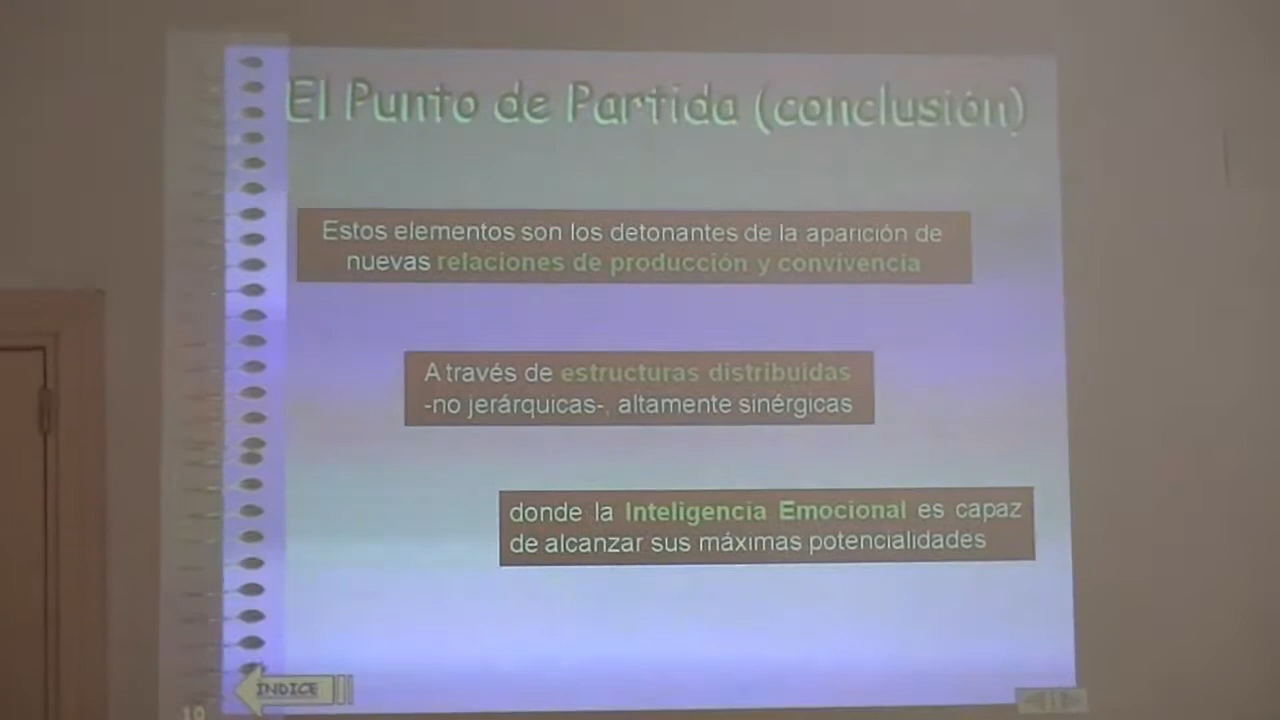 El Punto de Partida (conclusión)
Estos elementos son los detonantes de la aparición de
nuevas relaciones de producción y convivencia
A través de estructuras distribuidas
-no jerárquicas-, altamente sinérgicas
donde la Inteligencia Emocional es capaz
de alcanzar sus máximas potencialidades
INDICE